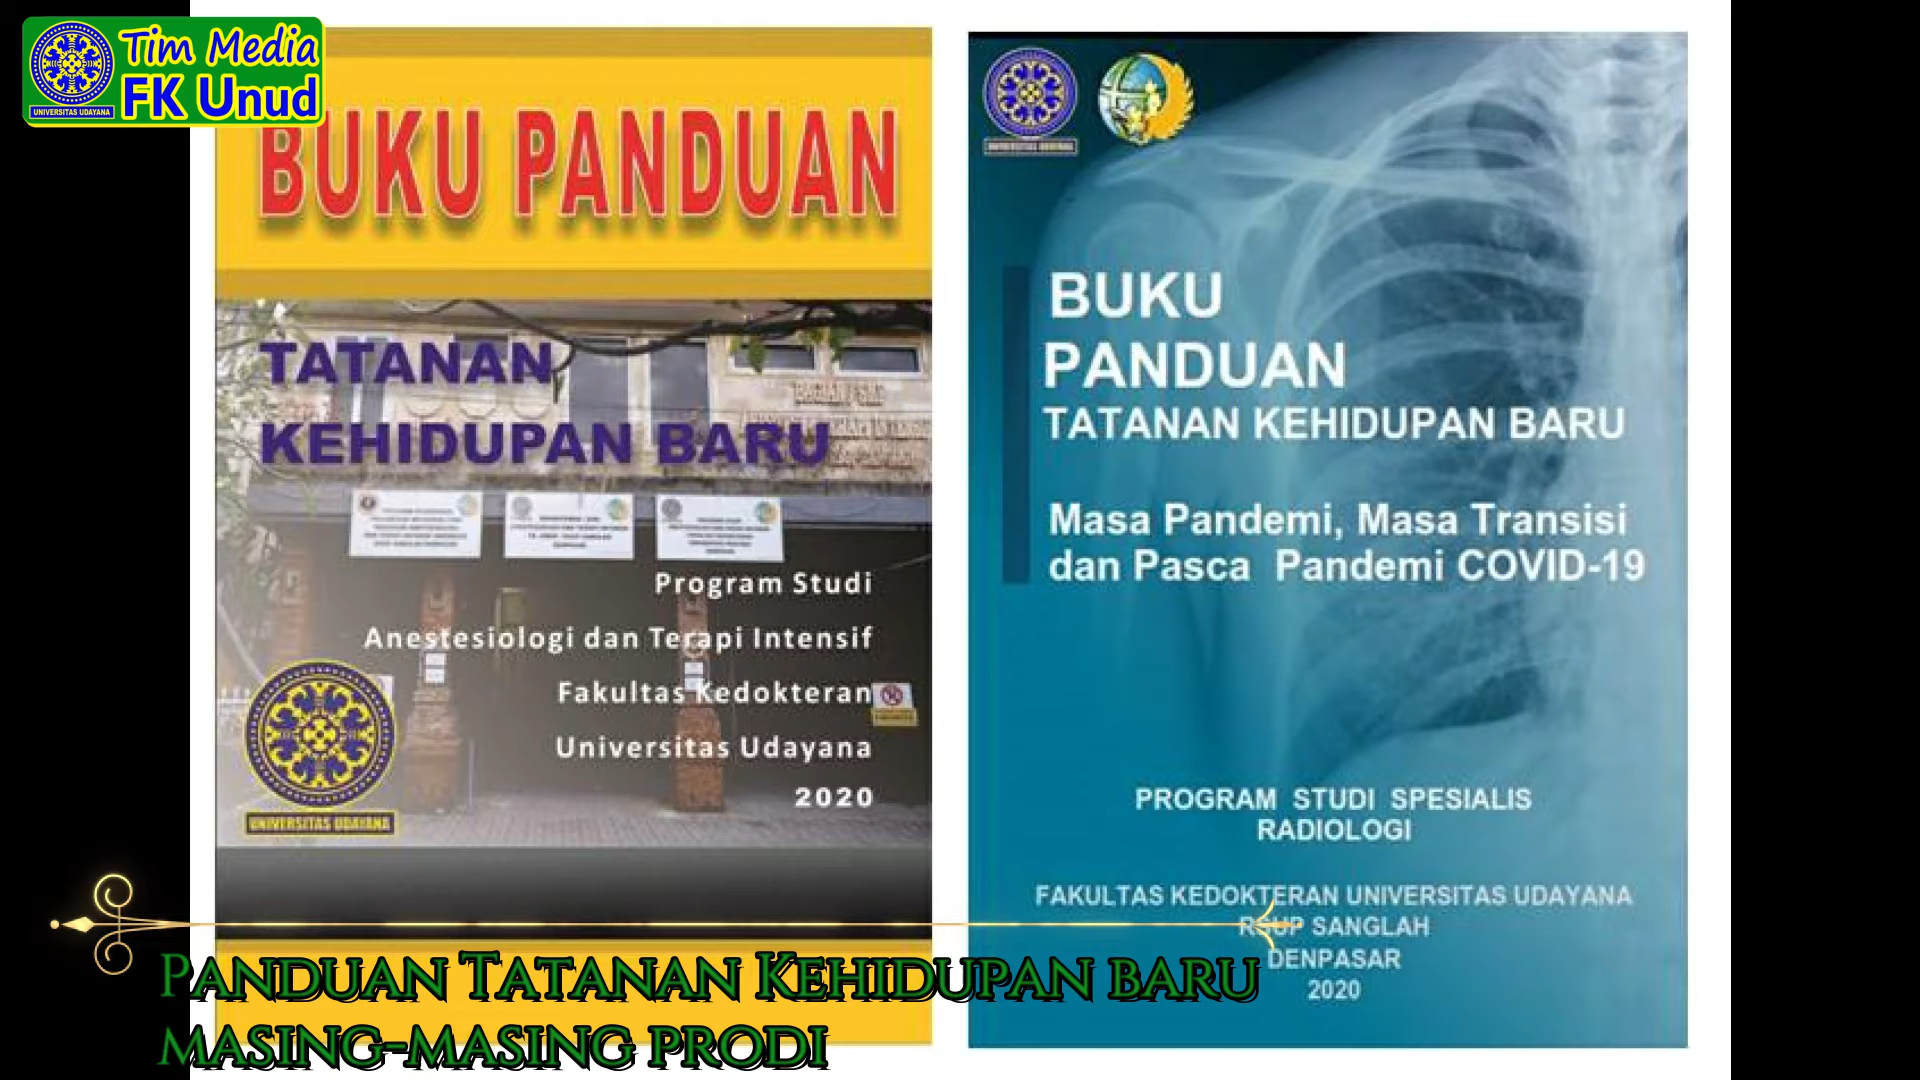 Tim Media
FK Unud
UNIVERSITAS UDAYANA
BUKU PANDUAN
TATANAN
KEHIDUPAN BARU
Program Studi
Anestesiologi dan Terapi Intensif
Fakultas Kedokteran
Universitas Udayana
2020
UNIVERSITAS UDAYANA
BUKU
PANDUAN
TATANAN KEHIDUPAN BARU
Masa Pandemi, Masa Transisi
dan Pasca Pandemi COVID-19
PROGRAM STUDI SPESIALIS
RADIOLOGI
FAKULTAS KEDOKTERAN UNIVERSITAS UDAYANA
RSUP SANGLAH
DENPASAR
2020
PANDUAN TATANAN KEHIDUPAN BARU
MASING-MASING PRODI